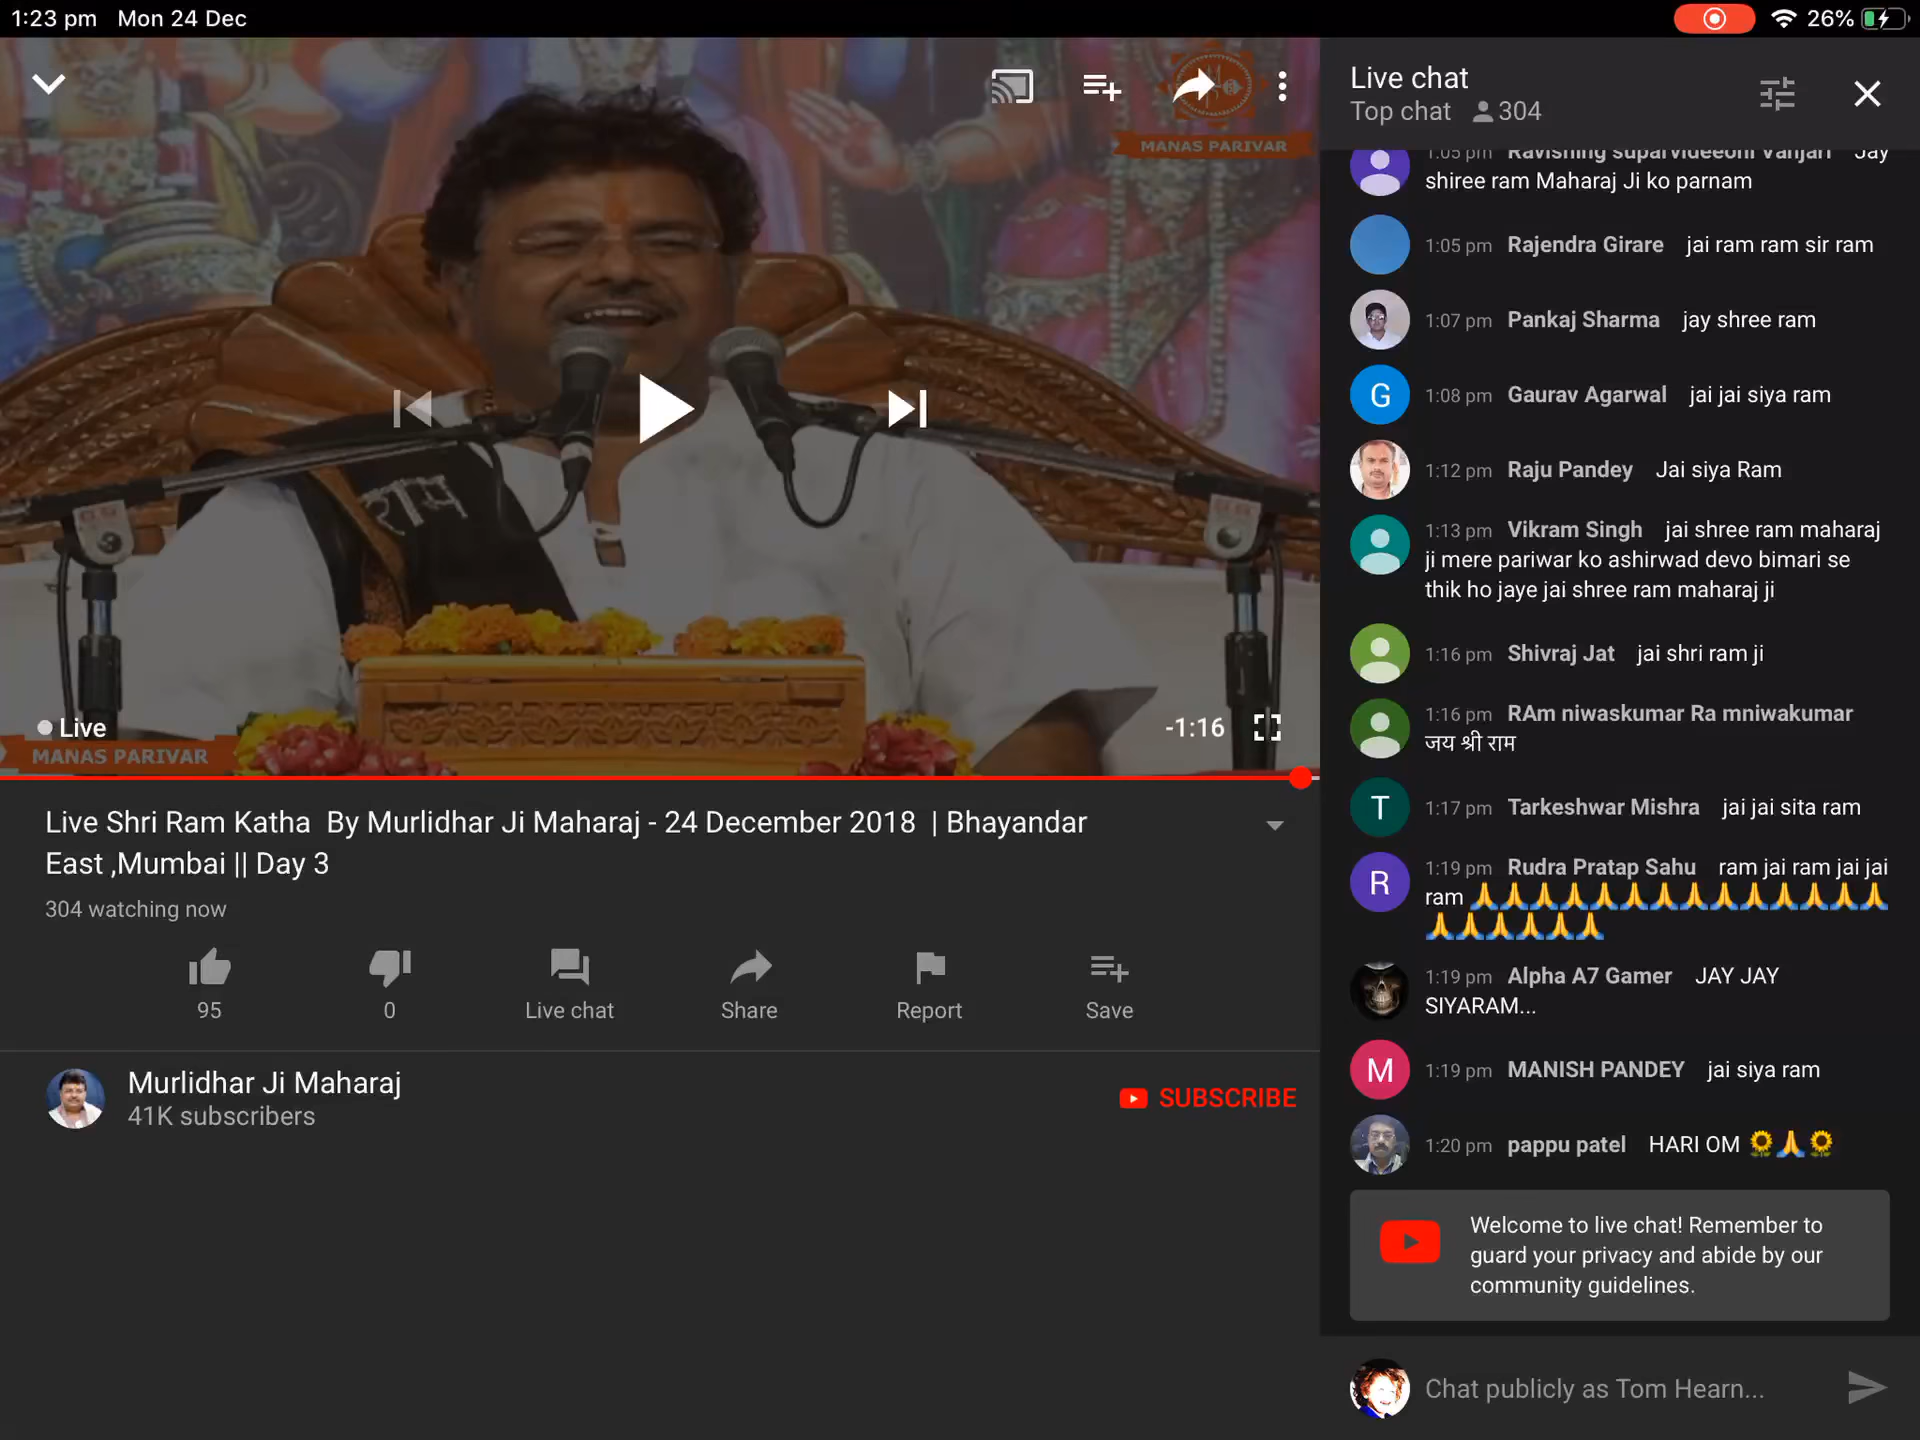 1:23 pm Mon 24 Dec
26%
MANAS PARIVAR
राम
Live
-1:16
MANAS PARIVAR
Live Shri Ram Katha By Murlidhar Ji Maharaj - 24 December 2018 | Bhayandar
East ,Mumbai || Day 3
304 watching now
95
0
Live chat
Share
Report
Save
Murlidhar Ji Maharaj
41K subscribers
SUBSCRIBE
Live chat
Top chat 304
1:05 pm Ravishing suparvideeoni Vanjari Jay
shiree ram Maharaj Ji ko parnam
1:05 pm Rajendra Girare jai ram ram sir ram
1:07 pm Pankaj Sharma jay shree ram
G
1:08 pm Gaurav Agarwal jai jai siya ram
1:12 pm Raju Pandey Jai siya Ram
1:13 pm Vikram Singh jai shree ram maharaj
ji mere pariwar ko ashirwad devo bimari se
thik ho jaye jai shree ram maharaj ji
1:16 pm Shivraj Jat jai shri ram ji
1:16 pm RAm niwaskumar Ra mniwakumar
जय श्री राम
T
1:17 pm Tarkeshwar Mishra jai jai sita ram
R
1:19 pm Rudra Pratap Sahu ram jai ram jai jai
ram 🙏🙏🙏🙏🙏🙏🙏🙏🙏🙏🙏🙏🙏🙏
🙏🙏🙏🙏🙏🙏
1:19 pm Alpha A7 Gamer JAY JAY
SIYARAM...
M
1:19 pm MANISH PANDEY jai siya ram
1:20 pm pappu patel HARI OM 🌻🙏🌻
Welcome to live chat! Remember to
guard your privacy and abide by our
community guidelines.
Chat publicly as Tom Hearn...